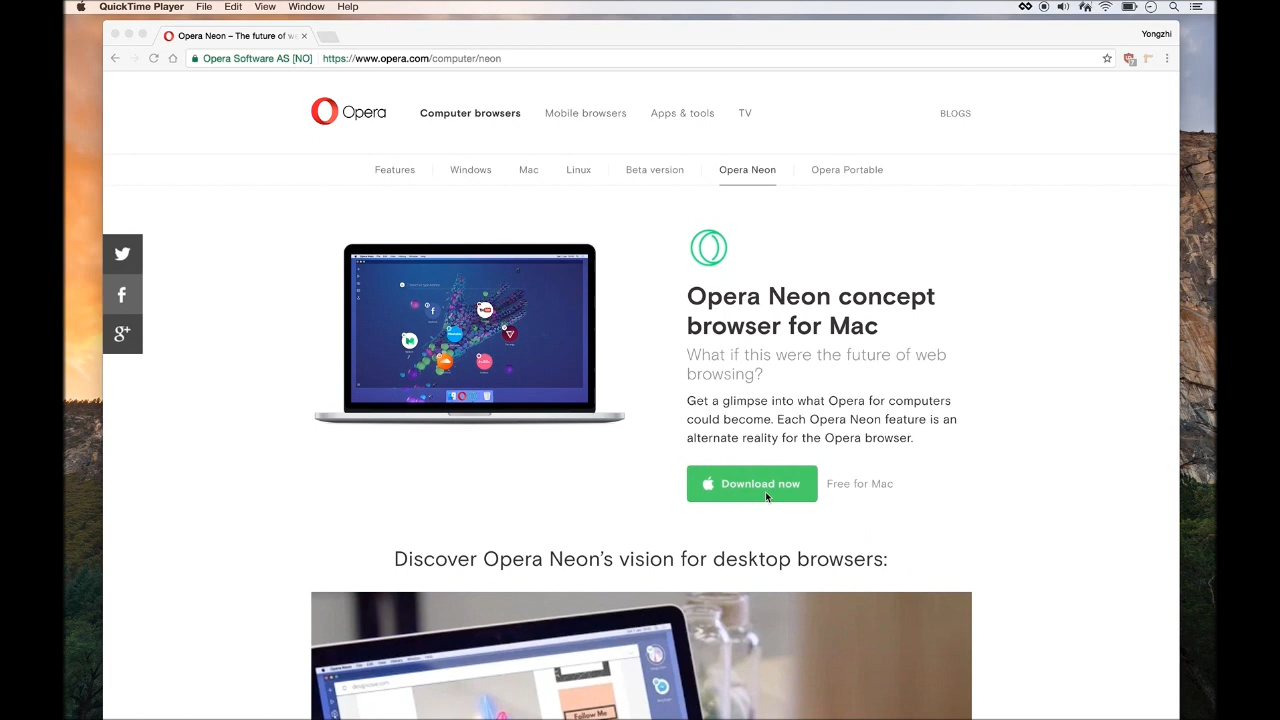 QuickTime Player File Edit View Window Help
Opera Neon – The future of w
Yongzhi
Opera Software AS [NO] https://www.opera.com/computer/neon
Opera Computer browsers Mobile browsers Apps & tools TV BLOGS
Features Windows Mac Linux Beta version Opera Neon Opera Portable
Opera Neon concept
browser for Mac
What if this were the future of web
browsing?
Get a glimpse into what Opera for computers
could become. Each Opera Neon feature is an
alternate reality for the Opera browser.
Download now Free for Mac
Discover Opera Neon's vision for desktop browsers:
Follow Me